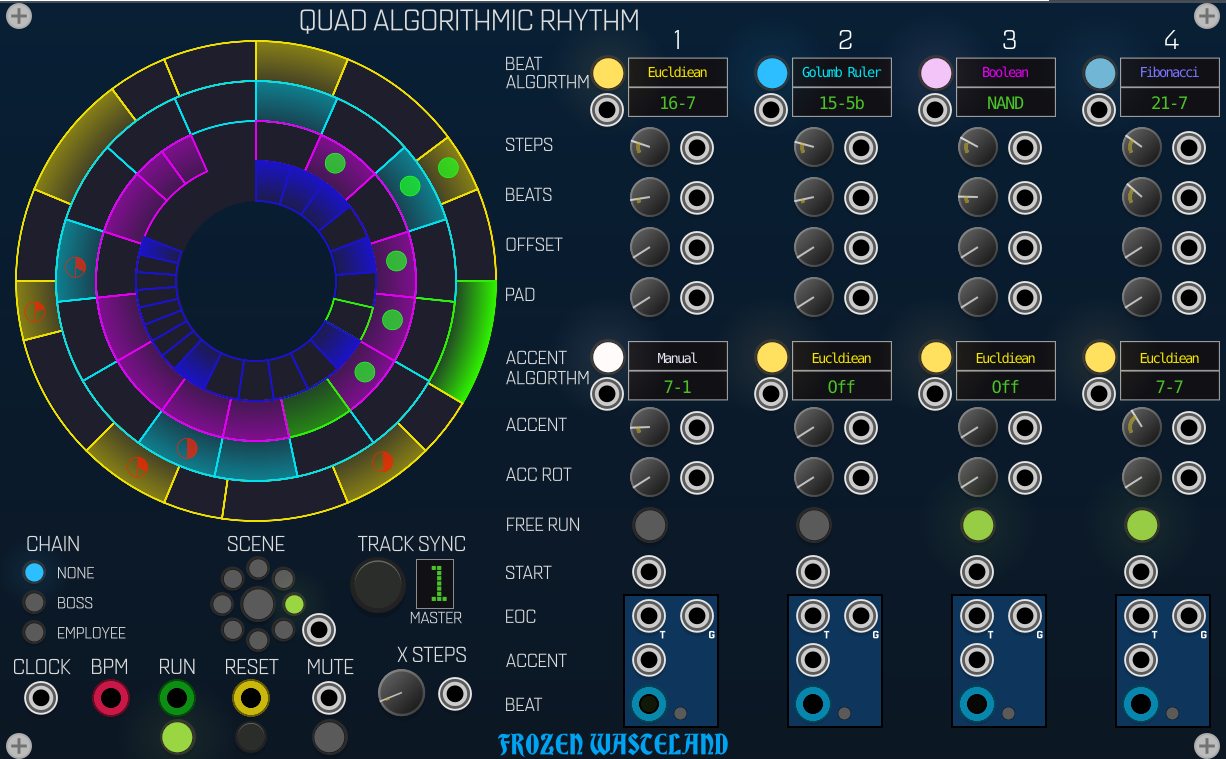 QUAD ALGORITHMIC RHYTHM
1 2 3 4
BEAT
ALGORTHM
Eucldiean Golumb Ruler Boolean Fibonacci
16-7 15-5b NAND 21-7
STEPS
BEATS
OFFSET
PAD
ACCENT
ALGORTHM
Manual Eucldiean Eucldiean Eucldiean
7-1 Off Off 7-7
ACCENT
ACC ROT
FREE RUN
START
EOC
T G T G T G T G
ACCENT
BEAT
CHAIN
NONE
BOSS
EMPLOYEE
SCENE
TRACK SYNC
1
MASTER
X STEPS
CLOCK BPM RUN RESET MUTE
FROZEN WASTELAND